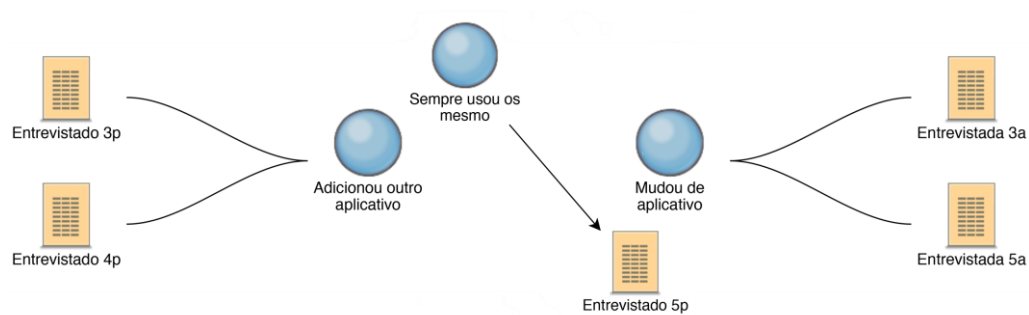 Sempre usou os
mesmo
Entrevistado 3p
Entrevistada 3a
Adicionou outro
aplicativo
Mudou de
aplicativo
Entrevistado 4p
Entrevistada 5a
Entrevistado 5p